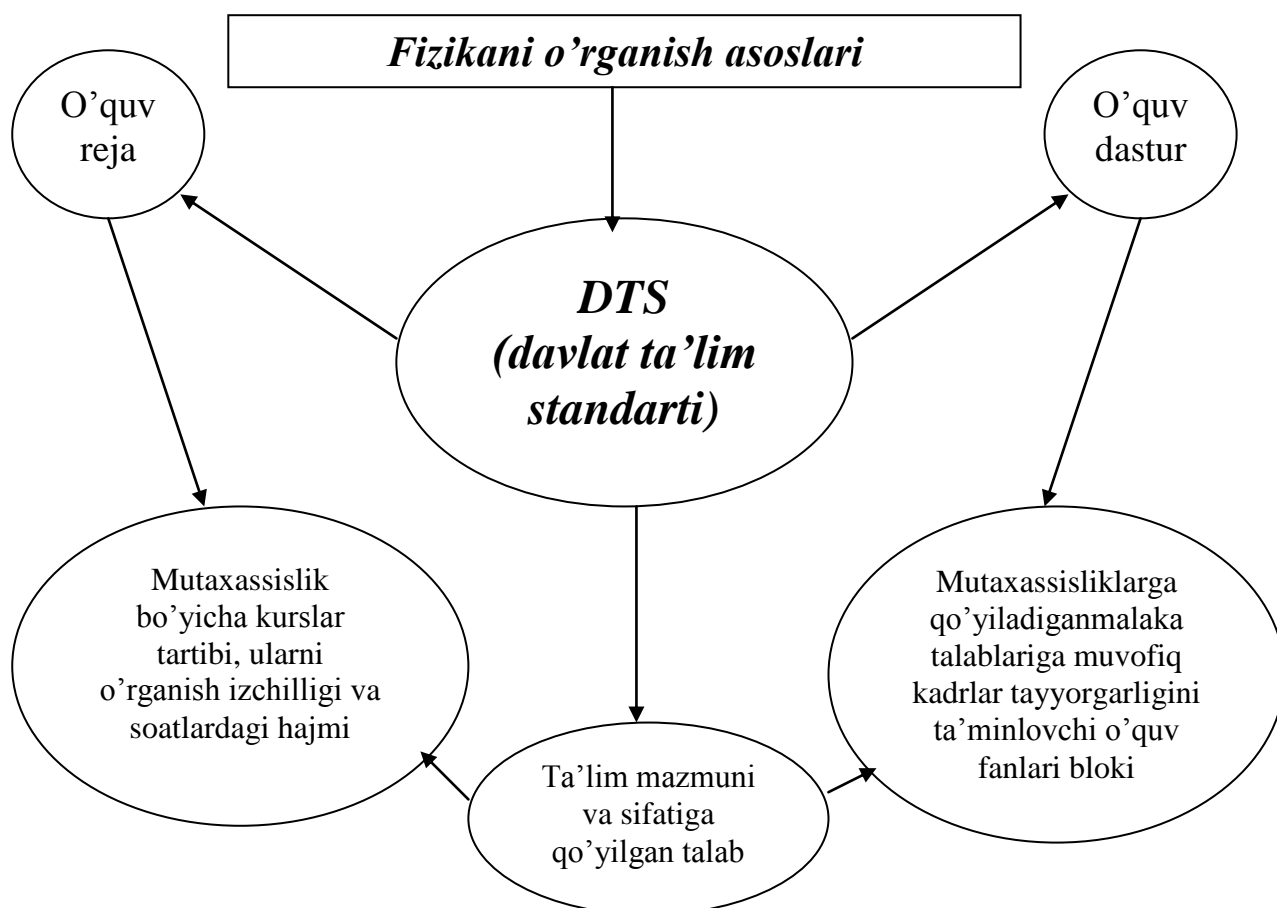 Fizikani o’rganish asoslari
O’quv
reja
O’quv
dastur
DTS
(davlat ta’lim
standarti)
Mutaxassislik
bo’yicha kurslar
tartibi, ularni
o’rganish izchilligi va
soatlardagi hajmi
Mutaxassisliklarga
qo’yiladiganmalaka
talablariga muvofiq
kadrlar tayyorgarligini
ta’minlovchi o’quv
fanlari bloki
Ta’lim mazmuni
va sifatiga
qo’yilgan talab